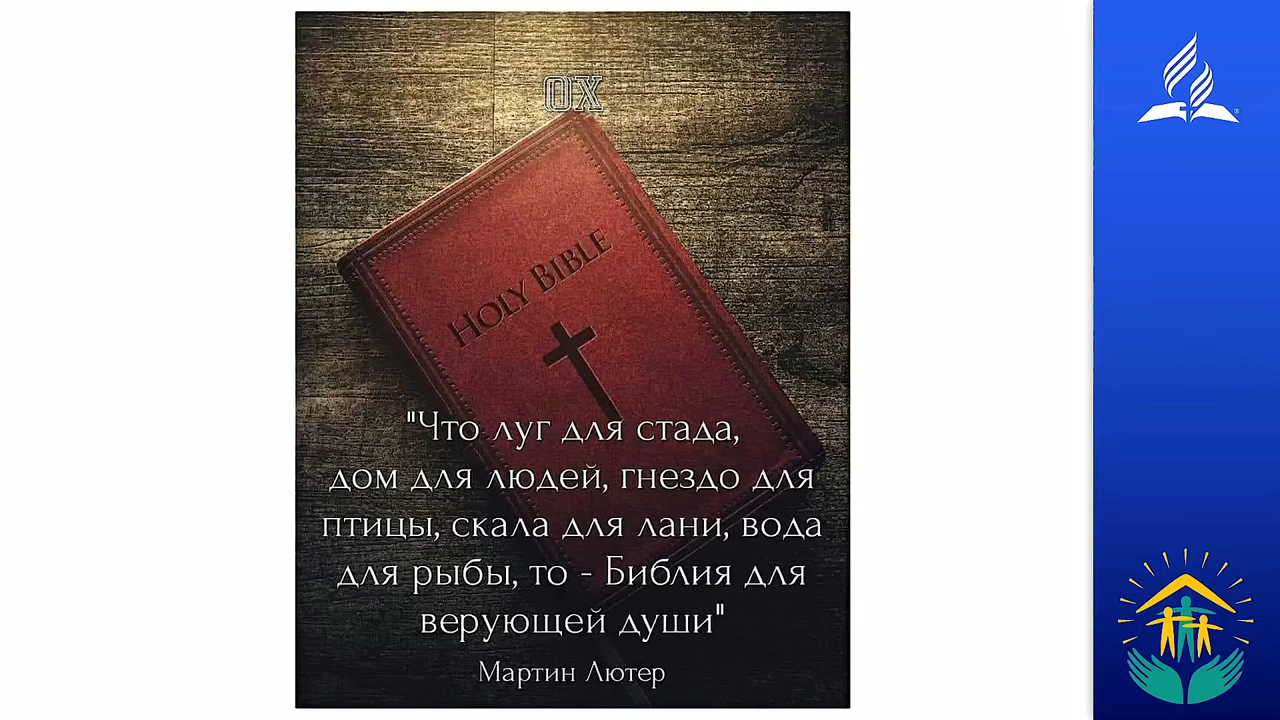 OX
HOLY BIBLE
"Что луг для стада,
дом для людей, гнездо для
птицы, скала для лани, вода
для рыбы, то - Библия для
верующей души"
Мартин Лютер